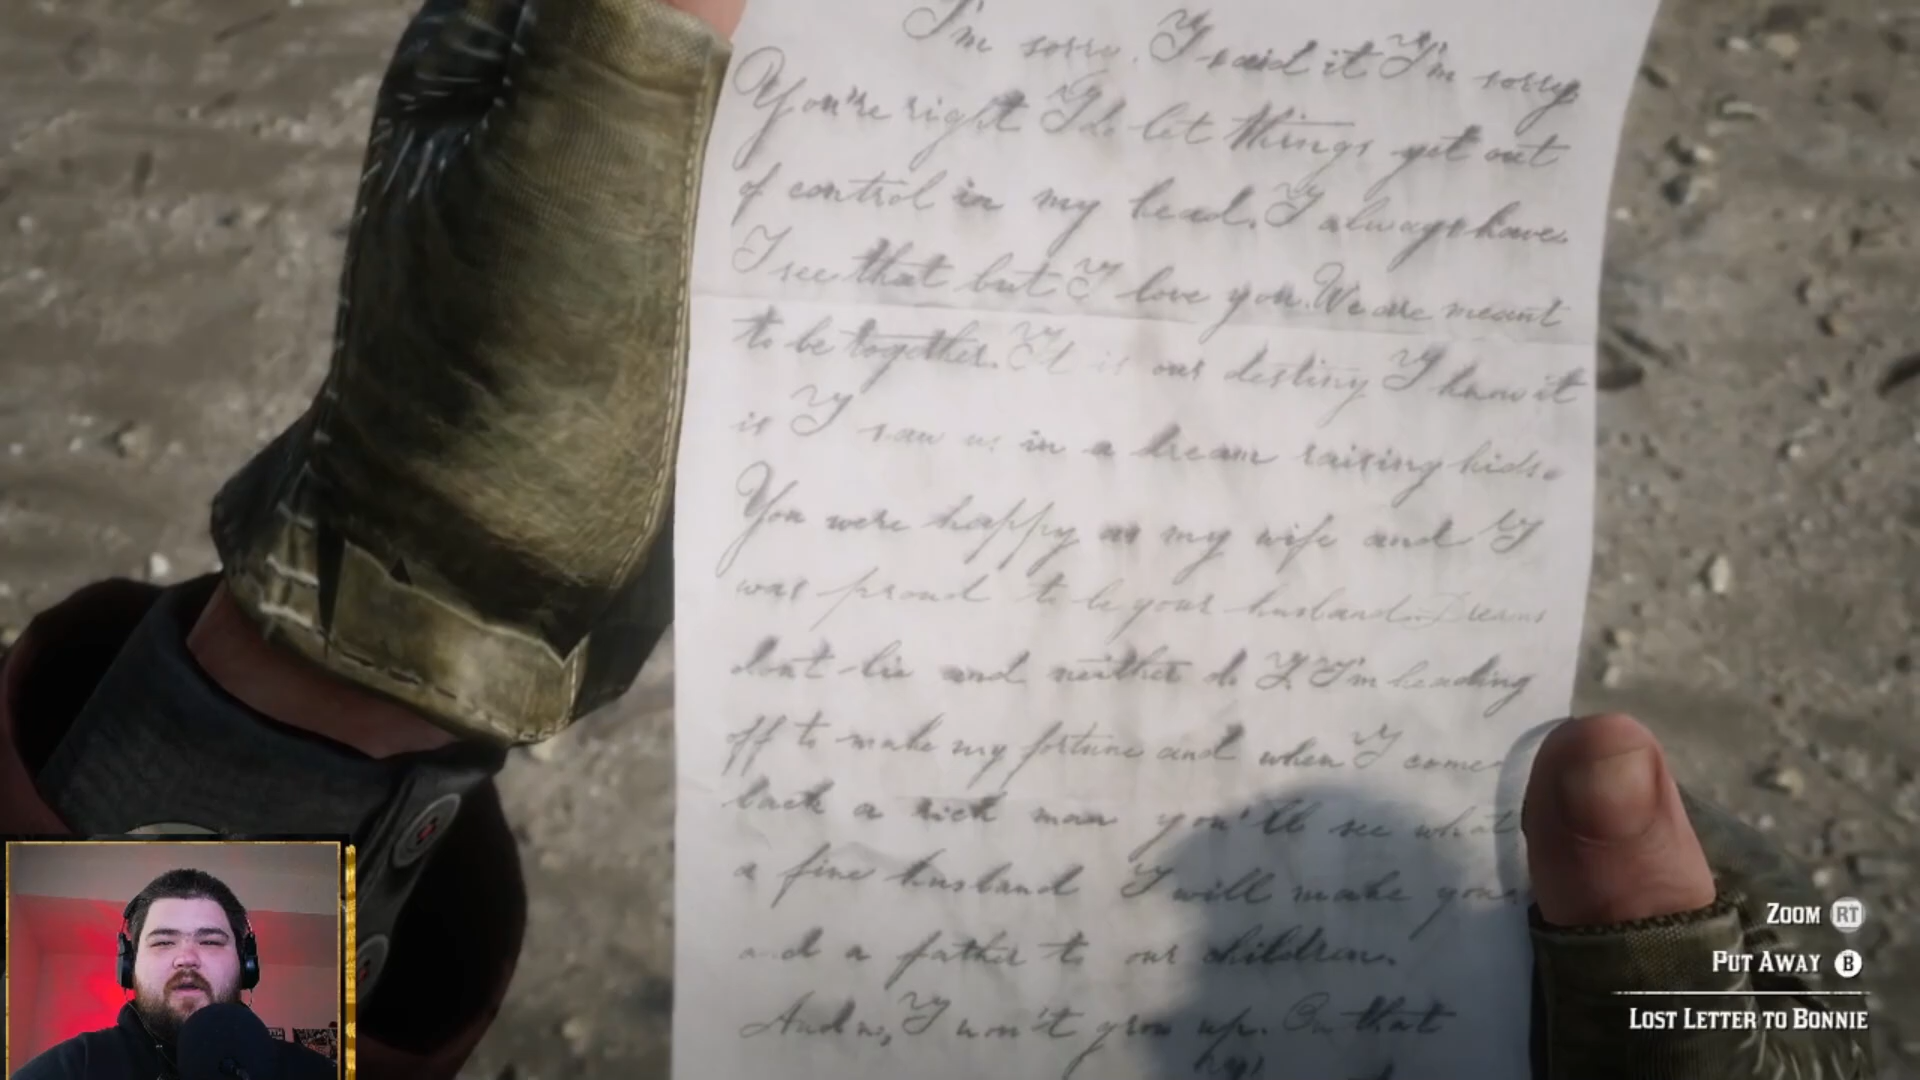 I'm sorry. I said it I'm sorry.
You're right I do let things get out
of control in my head. I always have.
I see that but I love you. We are meant
to be together. It is our destiny I know it
is I saw us in a dream raising kids.
You were happy as my wife and I
was proud to be your husband. Dreams
don't lie and neither do I. I'm heading
off to make my fortune and when I come
back a rich man you'll see what
a fine husband I will make you
and a father to our children.
And no, I won't grow up. On that
ZOOM RT
PUT AWAY B
LOST LETTER TO BONNIE